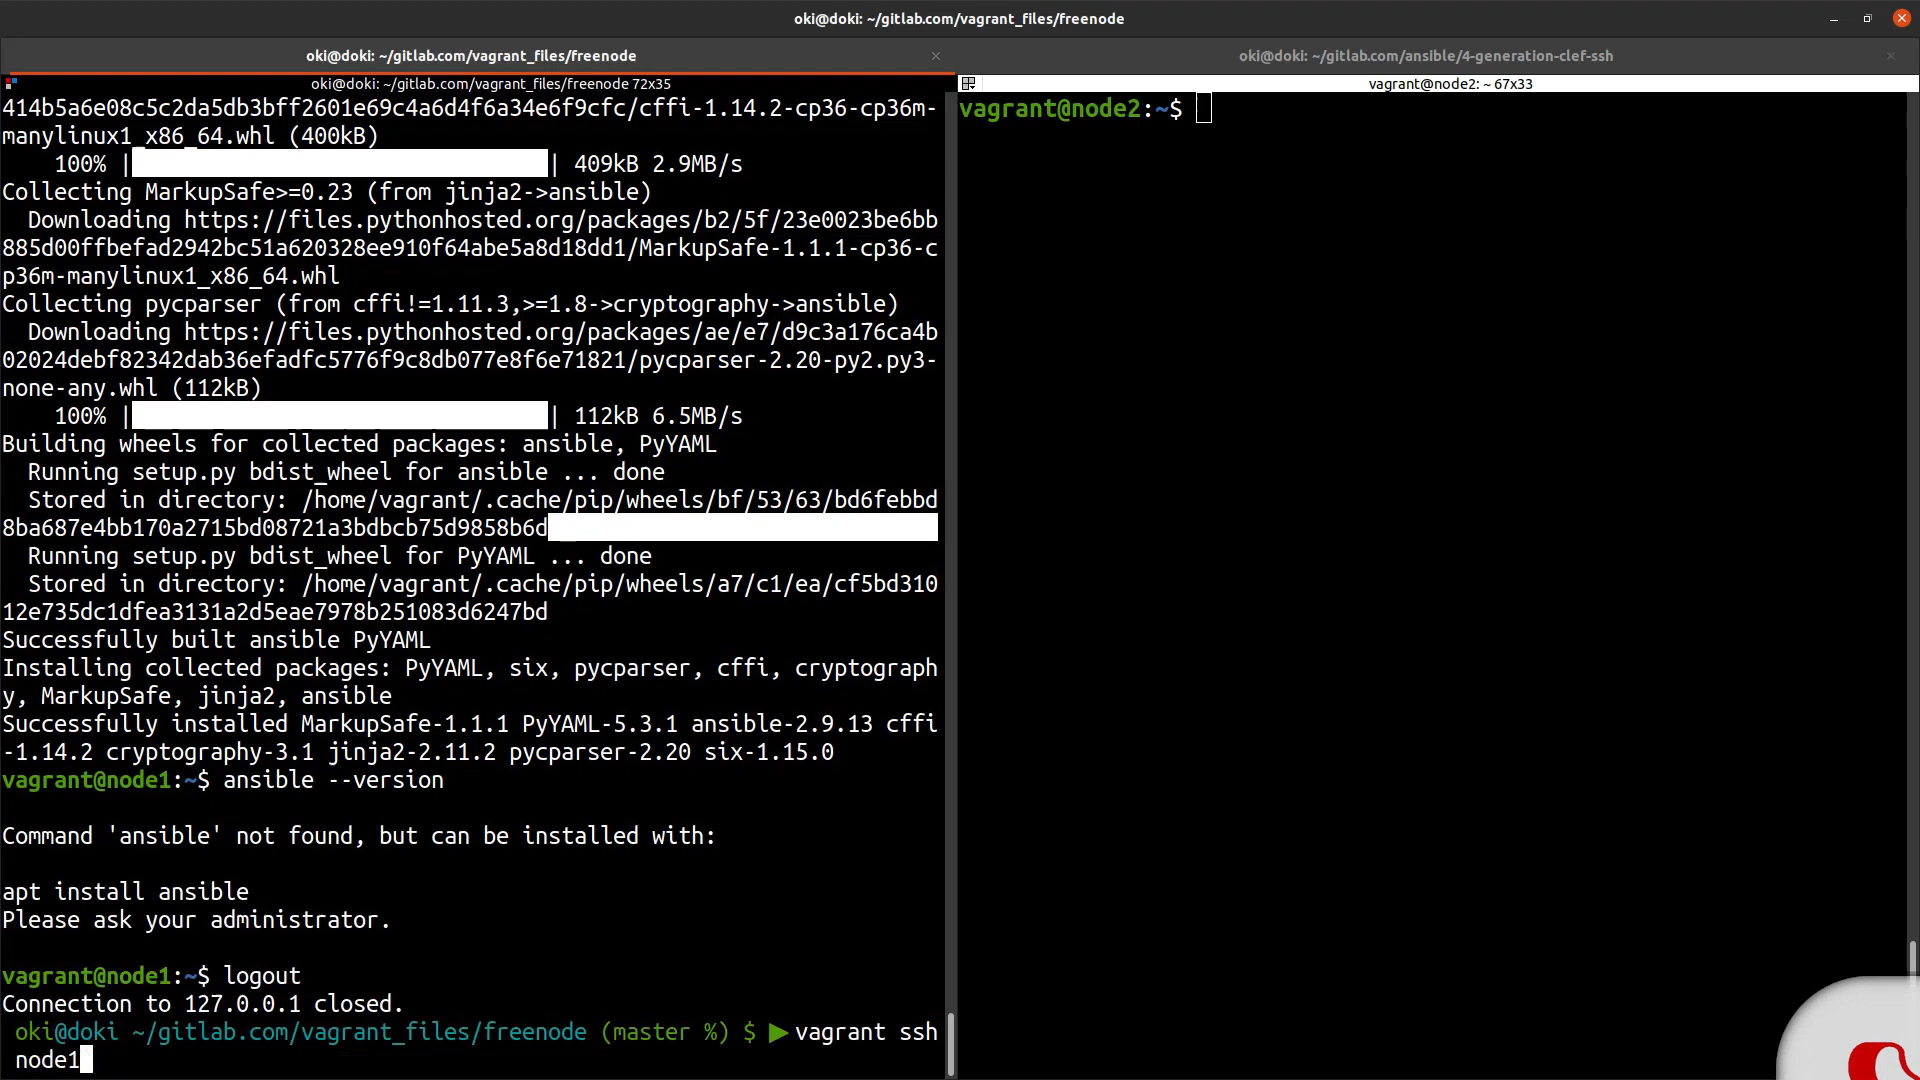 oki@doki: ~/gitlab.com/vagrant_files/freenode
oki@doki: ~/gitlab.com/vagrant_files/freenode
oki@doki: ~/gitlab.com/ansible/4-generation-clef-ssh
oki@doki: ~/gitlab.com/vagrant_files/freenode 72x35
414b5a6e08c5c2da5db3bff2601e69c4a6d4f6a34e6f9cfc/cffi-1.14.2-cp36-cp36m-
manylinux1_x86_64.whl (400kB)
100% | | 409kB 2.9MB/s
Collecting MarkupSafe>=0.23 (from jinja2->ansible)
Downloading https://files.pythonhosted.org/packages/b2/5f/23e0023be6bb
885d00ffbefad2942bc51a620328ee910f64abe5a8d18dd1/MarkupSafe-1.1.1-cp36-c
p36m-manylinux1_x86_64.whl
Collecting pycparser (from cffi!=1.11.3,>=1.8->cryptography->ansible)
Downloading https://files.pythonhosted.org/packages/ae/e7/d9c3a176ca4b
02024debf82342dab36efadfc5776f9c8db077e8f6e71821/pycparser-2.20-py2.py3-
none-any.whl (112kB)
100% | | 112kB 6.5MB/s
Building wheels for collected packages: ansible, PyYAML
Running setup.py bdist_wheel for ansible ... done
Stored in directory: /home/vagrant/.cache/pip/wheels/bf/53/63/bd6febbd
8ba687e4bb170a2715bd08721a3bdbcb75d9858b6d
Running setup.py bdist_wheel for PyYAML ... done
Stored in directory: /home/vagrant/.cache/pip/wheels/a7/c1/ea/cf5bd310
12e735dc1dfea3131a2d5eae7978b251083d6247bd
Successfully built ansible PyYAML
Installing collected packages: PyYAML, six, pycparser, cffi, cryptograph
y, MarkupSafe, jinja2, ansible
Successfully installed MarkupSafe-1.1.1 PyYAML-5.3.1 ansible-2.9.13 cffi
-1.14.2 cryptography-3.1 jinja2-2.11.2 pycparser-2.20 six-1.15.0
vagrant@node1:~$ ansible --version
Command 'ansible' not found, but can be installed with:
apt install ansible
Please ask your administrator.
vagrant@node1:~$ logout
Connection to 127.0.0.1 closed.
oki@doki ~/gitlab.com/vagrant_files/freenode (master %) $ ▶vagrant ssh
node1
vagrant@node2: ~ 67x33
vagrant@node2:~$